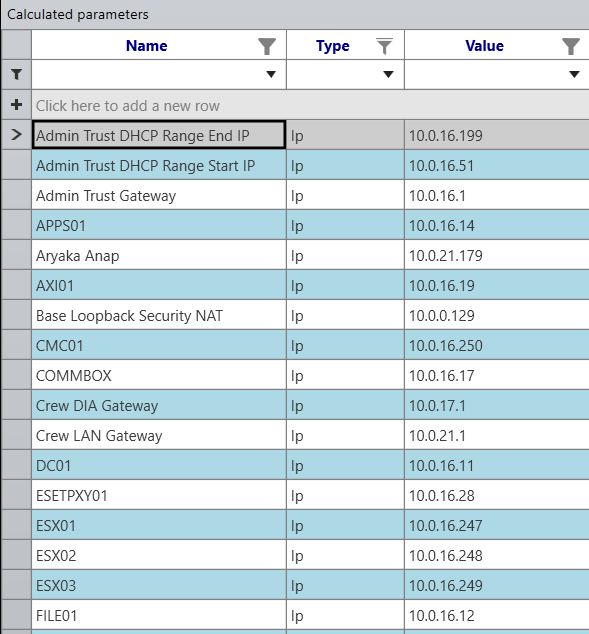 Calculated parameters
Name Type Value
Click here to add a new row
Admin Trust DHCP Range End IP Ip 10.0.16.199
Admin Trust DHCP Range Start IP Ip 10.0.16.51
Admin Trust Gateway Ip 10.0.16.1
APPS01 Ip 10.0.16.14
Aryaka Anap Ip 10.0.21.179
AXI01 Ip 10.0.16.19
Base Loopback Security NAT Ip 10.0.0.129
CMC01 Ip 10.0.16.250
COMMBOX Ip 10.0.16.17
Crew DIA Gateway Ip 10.0.17.1
Crew LAN Gateway Ip 10.0.21.1
DC01 Ip 10.0.16.11
ESETPXY01 Ip 10.0.16.28
ESX01 Ip 10.0.16.247
ESX02 Ip 10.0.16.248
ESX03 Ip 10.0.16.249
FILE01 Ip 10.0.16.12